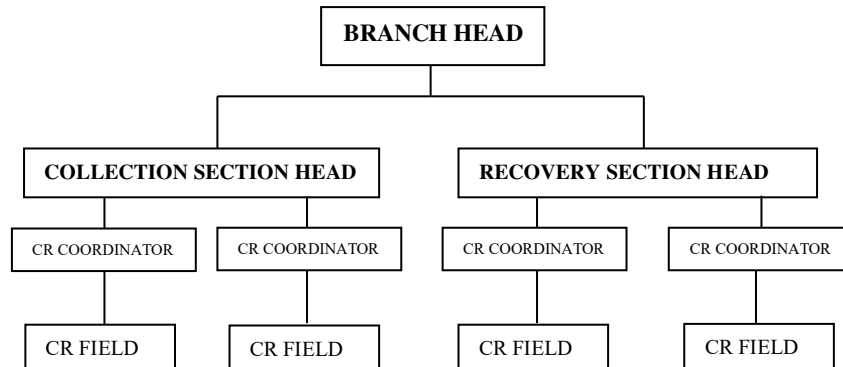 BRANCH HEAD
COLLECTION SECTION HEAD
RECOVERY SECTION HEAD
CR COORDINATOR
CR COORDINATOR
CR COORDINATOR
CR COORDINATOR
CR FIELD
CR FIELD
CR FIELD
CR FIELD